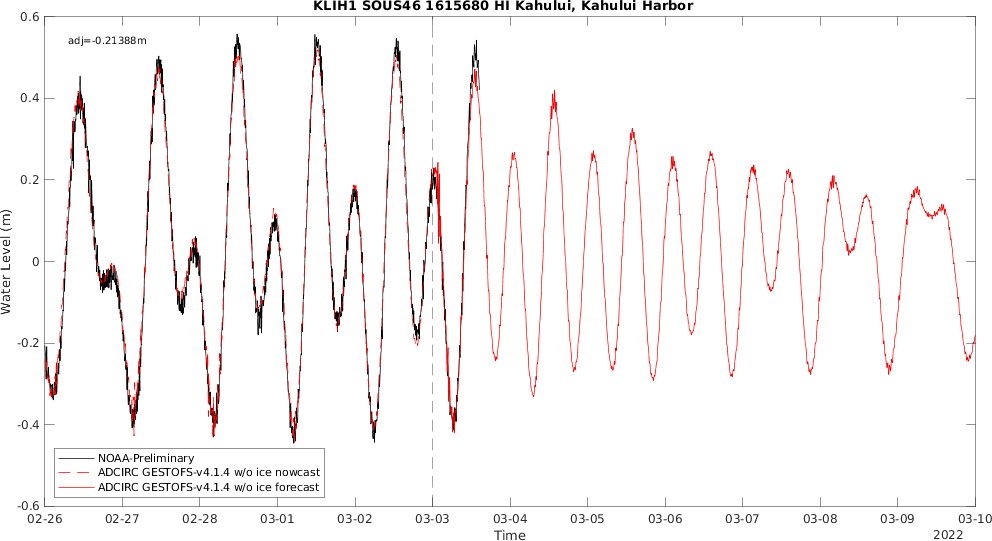 KLIH1 SOUS46 1615680 HI Kahului, Kahului Harbor
adj=-0.21388m
0.6
0.4
0.2
0
-0.2
-0.4
-0.6
Water Level (m)
NOAA-Preliminary
ADCIRC GESTOFS-v4.1.4 w/o ice nowcast
ADCIRC GESTOFS-v4.1.4 w/o ice forecast
02-26 02-27 02-28 03-01 03-02 03-03 03-04 03-05 03-06 03-07 03-08 03-09 03-10
Time
2022